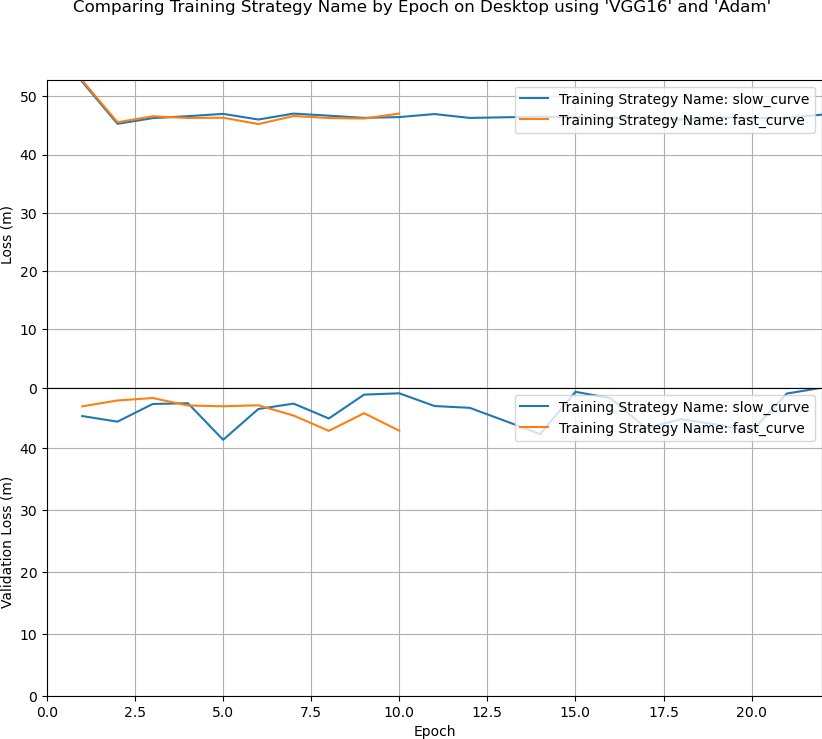 Comparing Training Strategy Name by Epoch on Desktop using 'VGG16' and 'Adam'
50
40
30
20
10
0
Loss (m)
Training Strategy Name: slow_curve
Training Strategy Name: fast_curve
40
30
20
10
0
Validation Loss (m)
Training Strategy Name: slow_curve
Training Strategy Name: fast_curve
0.0 2.5 5.0 7.5 10.0 12.5 15.0 17.5 20.0
Epoch